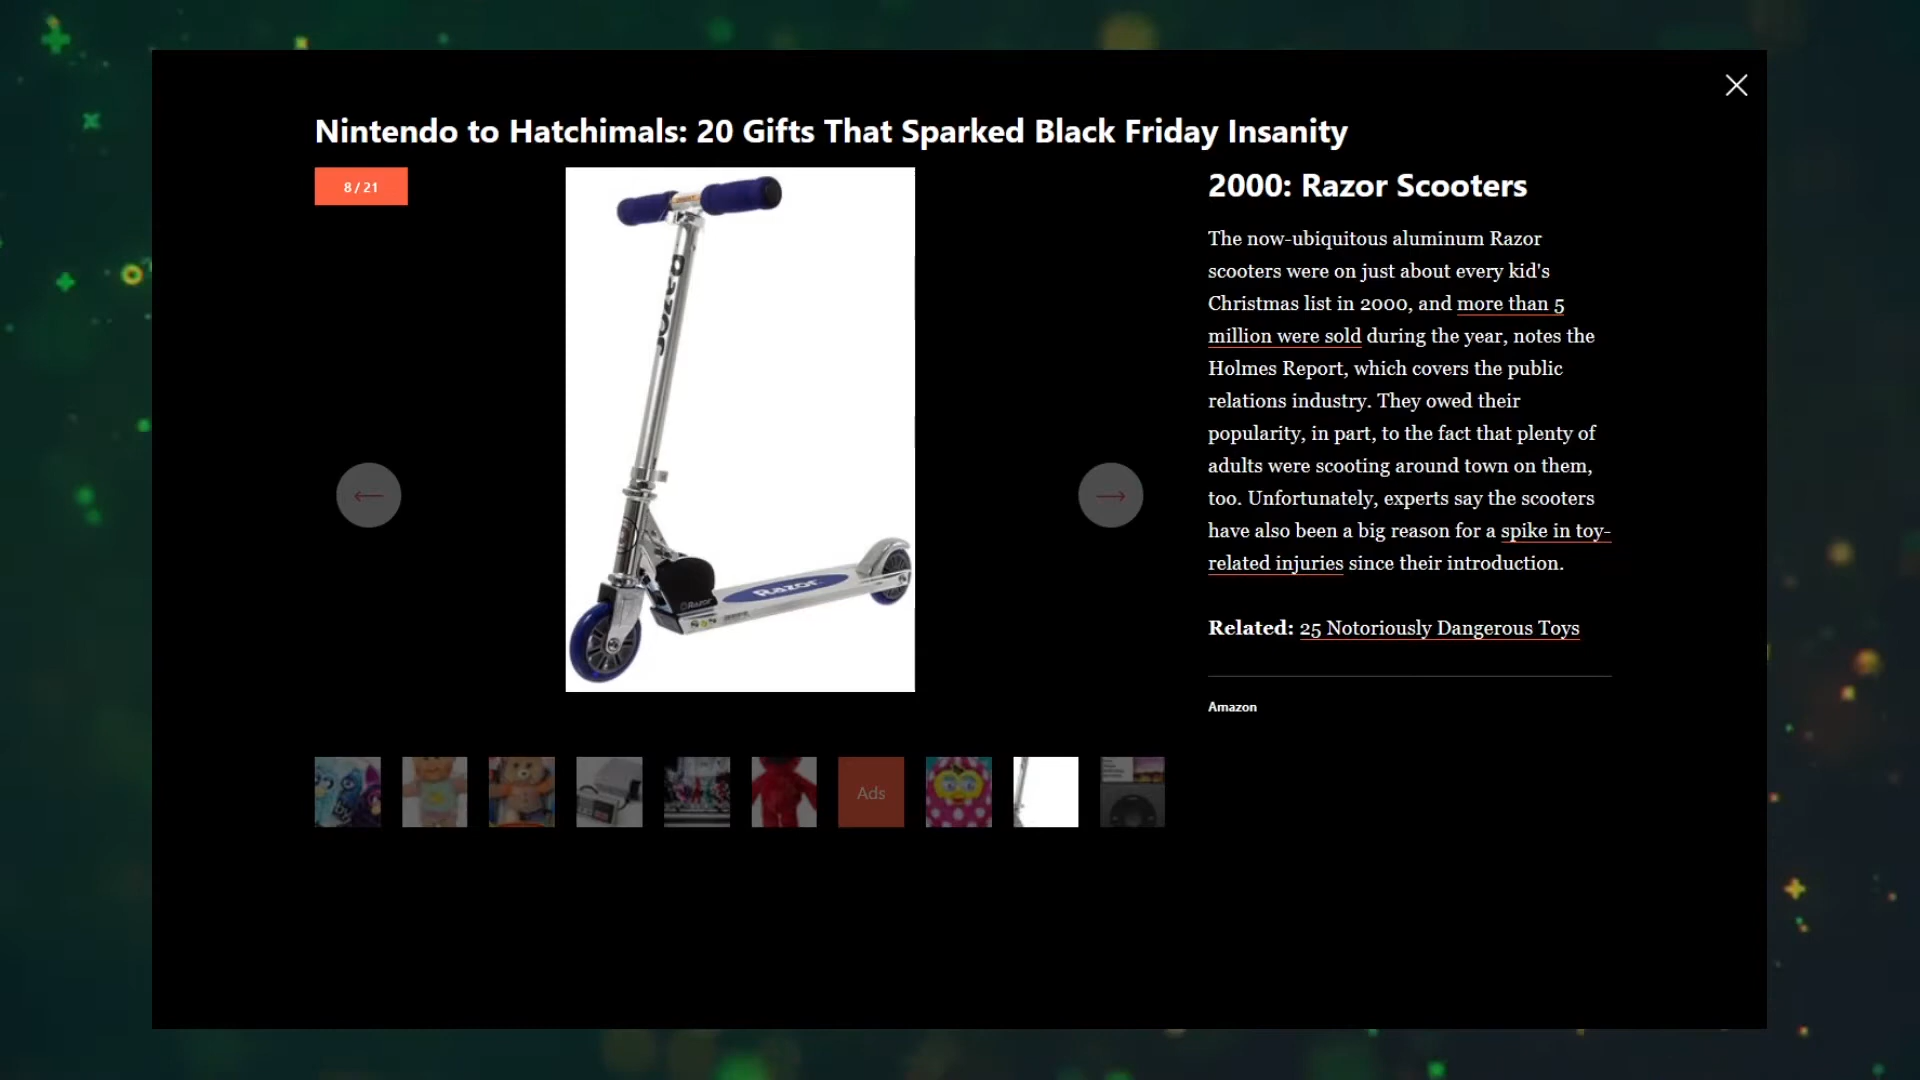 Nintendo to Hatchimals: 20 Gifts That Sparked Black Friday Insanity
8 / 21
RAZOR
RAZOR
RAZOR
2000: Razor Scooters
The now-ubiquitous aluminum Razor
scooters were on just about every kid's
Christmas list in 2000, and more than 5
million were sold during the year, notes the
Holmes Report, which covers the public
relations industry. They owed their
popularity, in part, to the fact that plenty of
adults were scooting around town on them,
too. Unfortunately, experts say the scooters
have also been a big reason for a spike in toy-
related injuries since their introduction.
Related: 25 Notoriously Dangerous Toys
Amazon
Ads